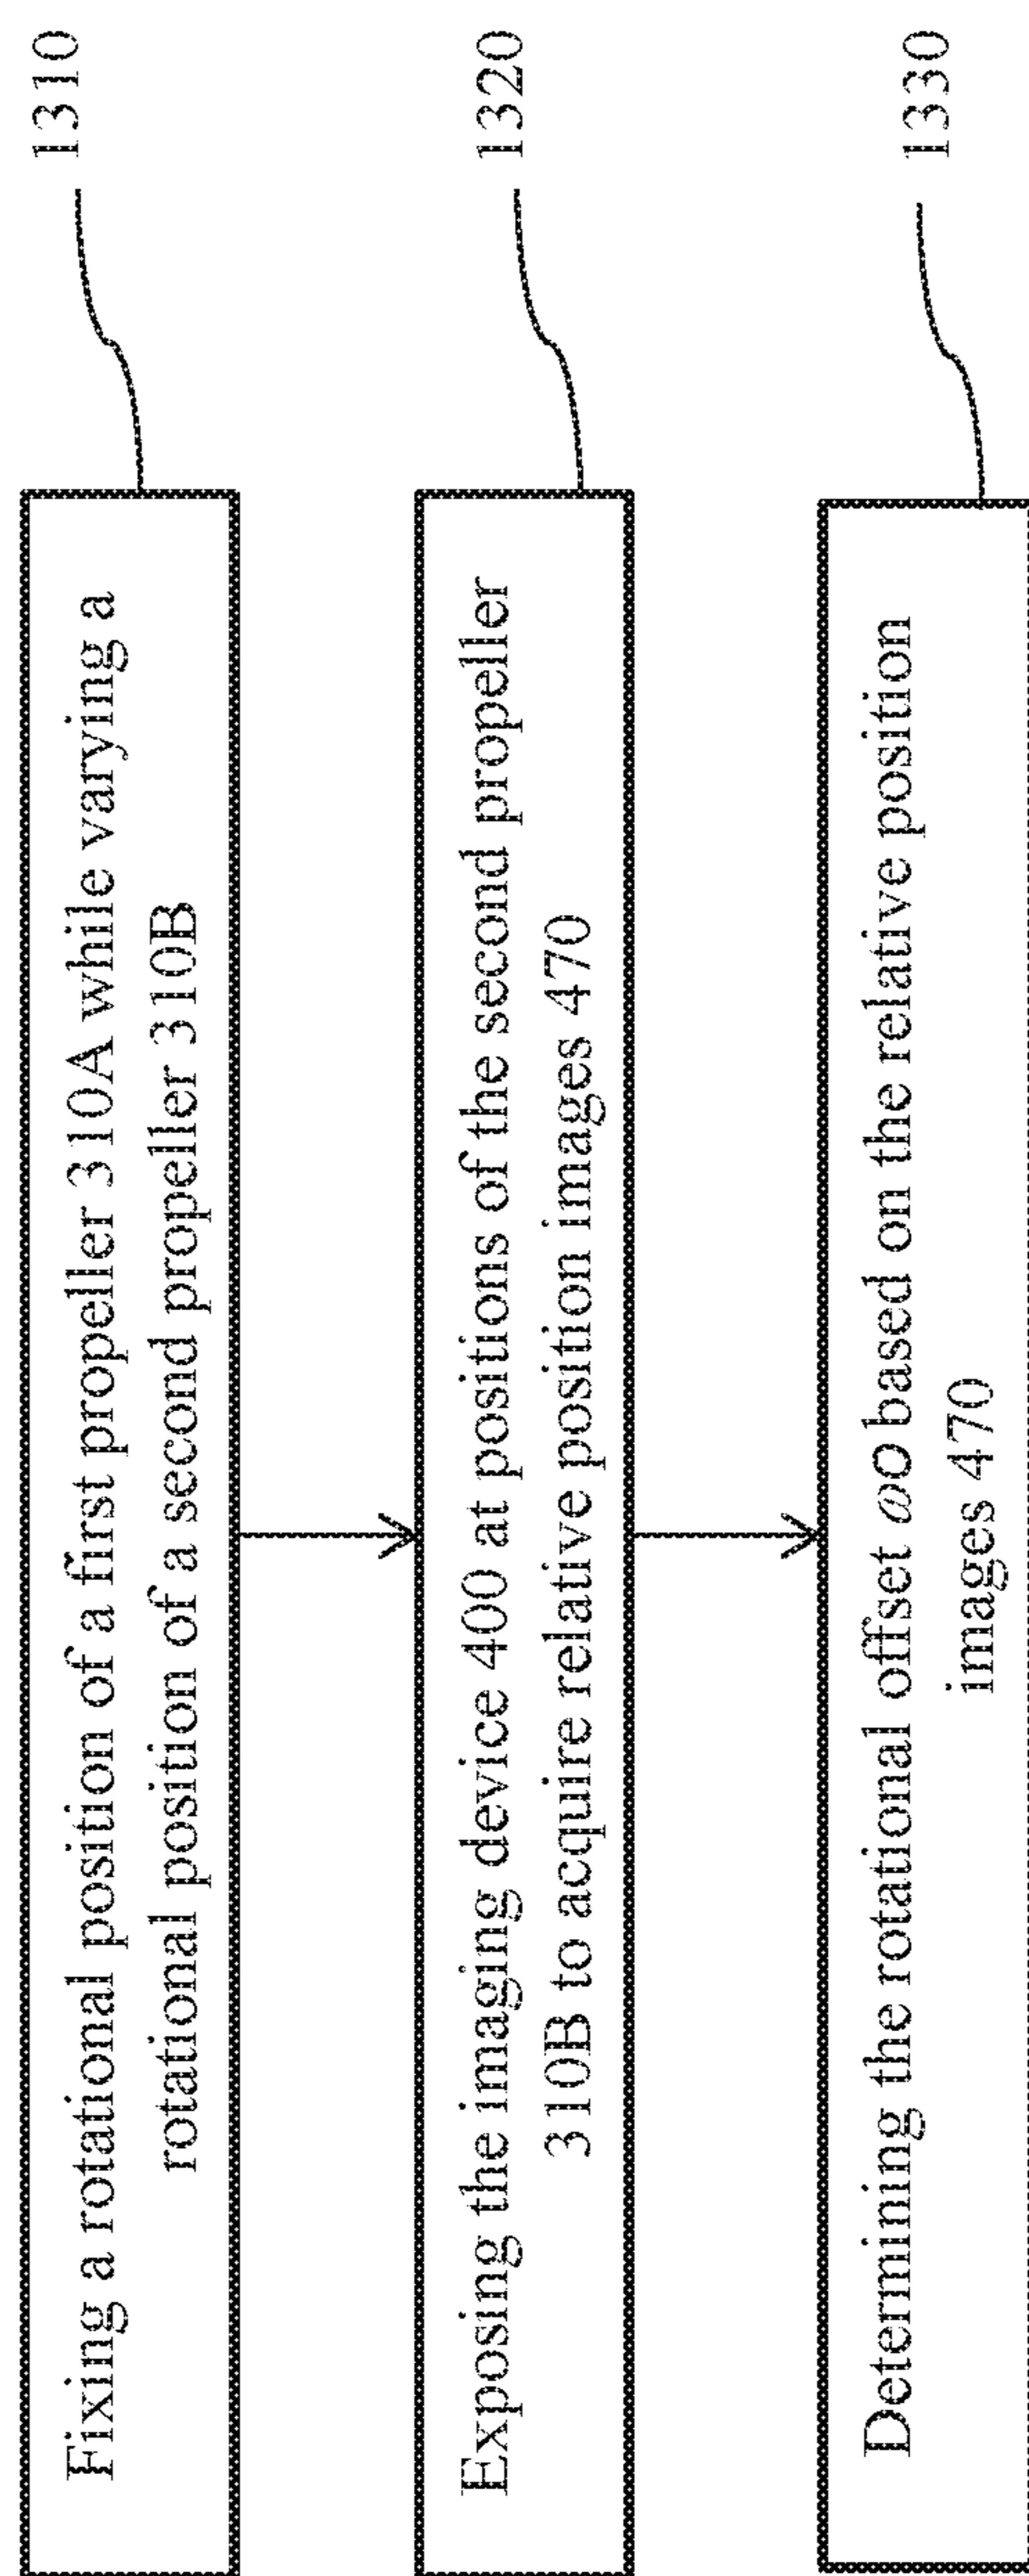 Fixing a rotational position of a first propeller 310A while varying a
rotational position of a second propeller 310B
1310
Exposing the imaging device 400 at positions of the second propeller
310B to acquire relative position images 470
1320
Determining the rotational offset ωO based on the relative position
images 470
1330